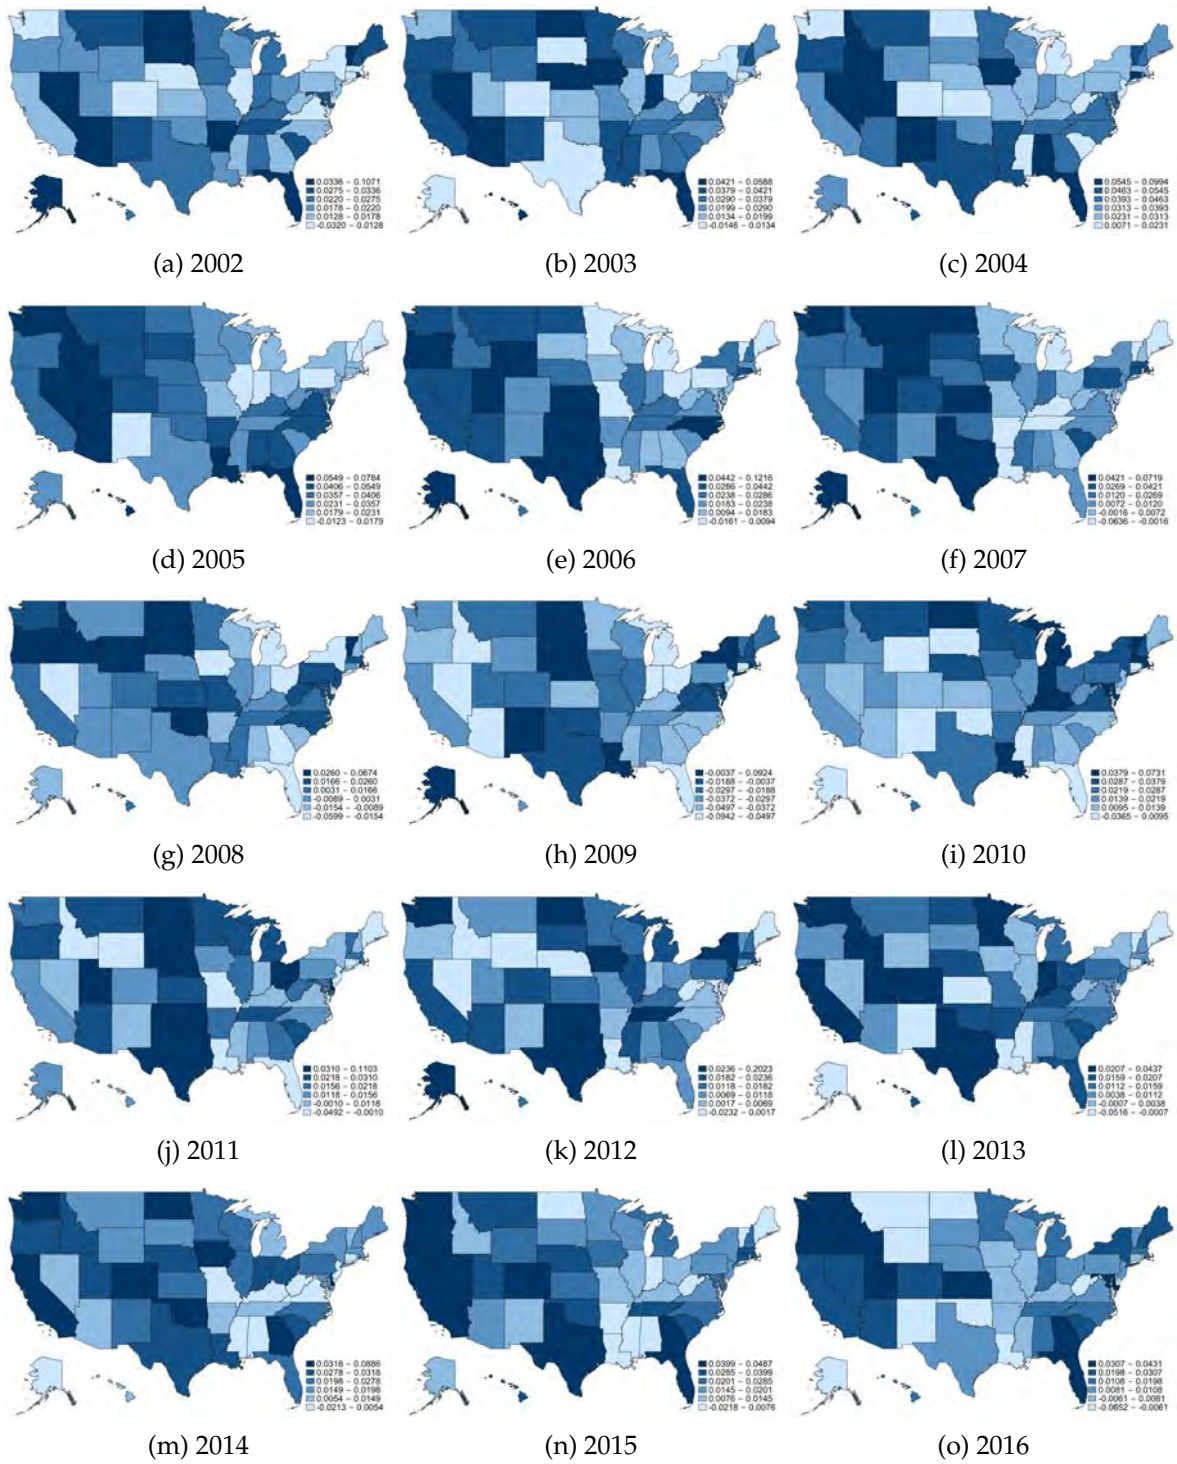 0.0336 – 0.1071
0.0275 – 0.0336
0.0220 – 0.0275
0.0178 – 0.0220
0.0128 – 0.0178
-0.0320 – 0.0128
(a) 2002
0.0421 – 0.0588
0.0379 – 0.0421
0.0290 – 0.0379
0.0199 – 0.0290
0.0134 – 0.0199
-0.0146 – 0.0134
(b) 2003
0.0545 – 0.0994
0.0463 – 0.0545
0.0393 – 0.0463
0.0313 – 0.0393
0.0231 – 0.0313
0.0071 – 0.0231
(c) 2004
0.0549 – 0.0784
0.0406 – 0.0549
0.0357 – 0.0406
0.0231 – 0.0357
0.0179 – 0.0231
-0.0123 – 0.0179
(d) 2005
0.0442 – 0.1216
0.0286 – 0.0442
0.0238 – 0.0286
0.0183 – 0.0238
0.0094 – 0.0183
-0.0161 – 0.0094
(e) 2006
0.0421 – 0.0719
0.0269 – 0.0421
0.0120 – 0.0269
0.0072 – 0.0120
-0.0016 – 0.0072
-0.0636 – -0.0016
(f) 2007
0.0260 – 0.0674
0.0166 – 0.0260
0.0031 – 0.0166
-0.0089 – 0.0031
-0.0154 – -0.0089
-0.0599 – -0.0154
(g) 2008
-0.0037 – 0.0924
-0.0188 – -0.0037
-0.0297 – -0.0188
-0.0372 – -0.0297
-0.0497 – -0.0372
-0.0942 – -0.0497
(h) 2009
0.0379 – 0.0731
0.0287 – 0.0379
0.0219 – 0.0287
0.0139 – 0.0219
0.0095 – 0.0139
-0.0365 – 0.0095
(i) 2010
0.0310 – 0.1103
0.0218 – 0.0310
0.0156 – 0.0218
0.0118 – 0.0156
-0.0010 – 0.0118
-0.0492 – -0.0010
(j) 2011
0.0236 – 0.2023
0.0182 – 0.0236
0.0118 – 0.0182
0.0069 – 0.0118
0.0017 – 0.0069
-0.0232 – 0.0017
(k) 2012
0.0207 – 0.0437
0.0159 – 0.0207
0.0112 – 0.0159
0.0038 – 0.0112
-0.0007 – 0.0038
-0.0516 – -0.0007
(l) 2013
0.0318 – 0.0886
0.0278 – 0.0318
0.0198 – 0.0278
0.0149 – 0.0198
0.0054 – 0.0149
-0.0213 – 0.0054
(m) 2014
0.0399 – 0.0487
0.0285 – 0.0399
0.0201 – 0.0285
0.0145 – 0.0201
0.0076 – 0.0145
-0.0218 – 0.0076
(n) 2015
0.0307 – 0.0431
0.0198 – 0.0307
0.0108 – 0.0198
0.0081 – 0.0108
-0.0061 – 0.0081
-0.0652 – -0.0061
(o) 2016